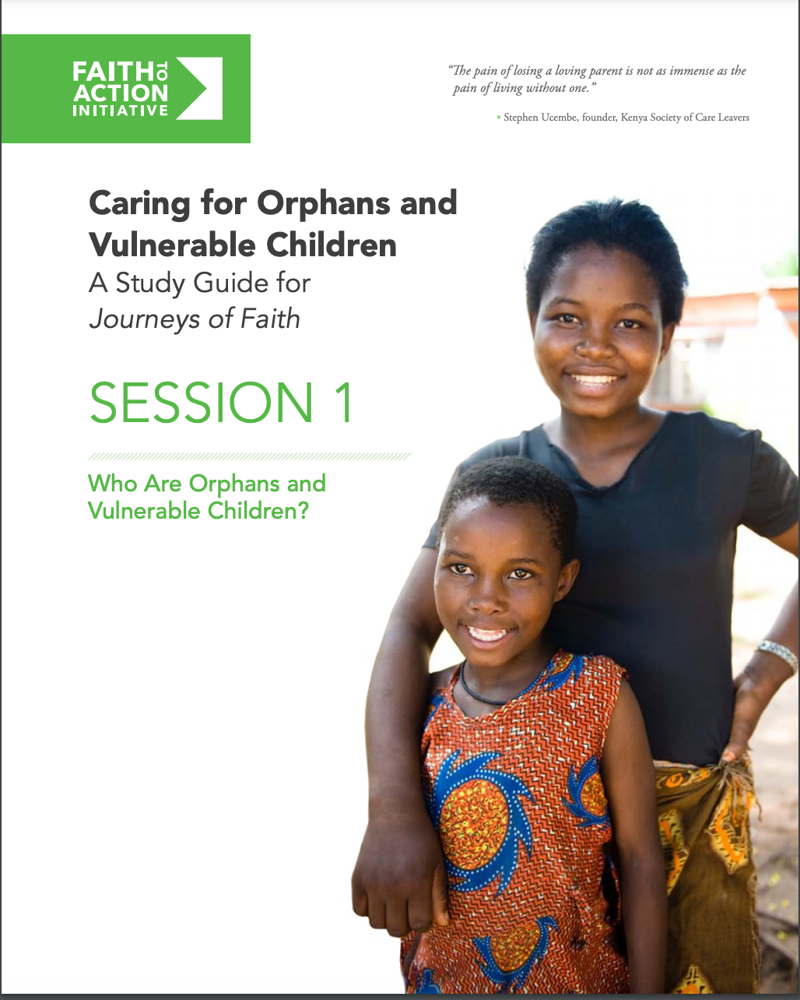 FAITH TO
ACTION
INITIATIVE
“The pain of losing a loving parent is not as immense as the
pain of living without one.”
» Stephen Ucembe, founder, Kenya Society of Care Leavers
Caring for Orphans and
Vulnerable Children
A Study Guide for
Journeys of Faith
SESSION 1
Who Are Orphans and
Vulnerable Children?